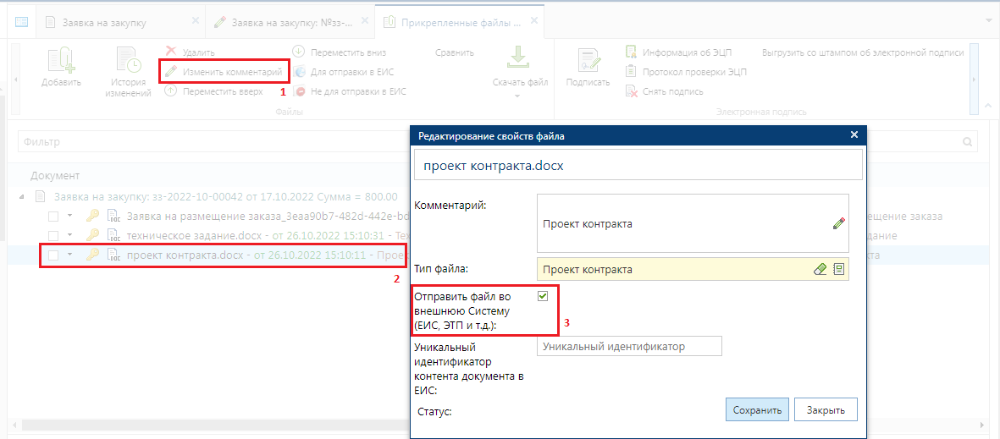 Заявка на закупку
Заявка на закупку: №зз-...
Прикрепленные файлы ...
Добавить
История изменений
Удалить
Изменить комментарий
1
Переместить вверх
Переместить вниз
Для отправки в ЕИС
Не для отправки в ЕИС
Сравнить
Скачать файл
Файлы
Подписать
Информация об ЭЦП
Протокол проверки ЭЦП
Снять подпись
Выгрузить со штампом об электронной подписи
Электронная подпись
Фильтр
Документ
Заявка на закупку: зз-2022-10-00042 от 17.10.2022 Сумма = 800.00
Заявка на размещение заказа_3eaa90b7-482d-442e-bd
техническое задание.docx - от 26.10.2022 15:10:31 - Тех
проект контракта.docx - от 26.10.2022 15:10:11 - Прое
2
Редактирование свойств файла
проект контракта.docx
Комментарий:
Проект контракта
Тип файла:
Проект контракта
Отправить файл во
внешнюю Систему
(ЕИС, ЭТП и т.д.):
3
Уникальный
идентификатор
контента документа в
ЕИС:
Уникальный идентификатор
Статус:
Сохранить
Закрыть